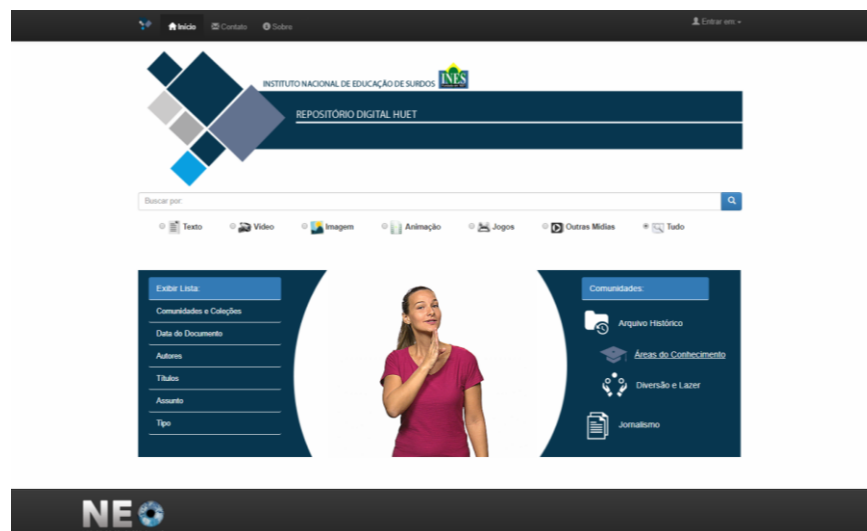 Início Contato Sobre Entrar em:
INSTITUTO NACIONAL DE EDUCAÇÃO DE SURDOS INES
REPOSITÓRIO DIGITAL HUET
Buscar por:
Texto Vídeo Imagem Animação Jogos Outras Mídias Tudo
Exibir Lista:
Comunidades e Coleções
Data do Documento
Autores
Títulos
Assunto
Tipo
Comunidades:
Arquivo Histórico
Áreas do Conhecimento
Diversão e Lazer
Jornalismo
NEO